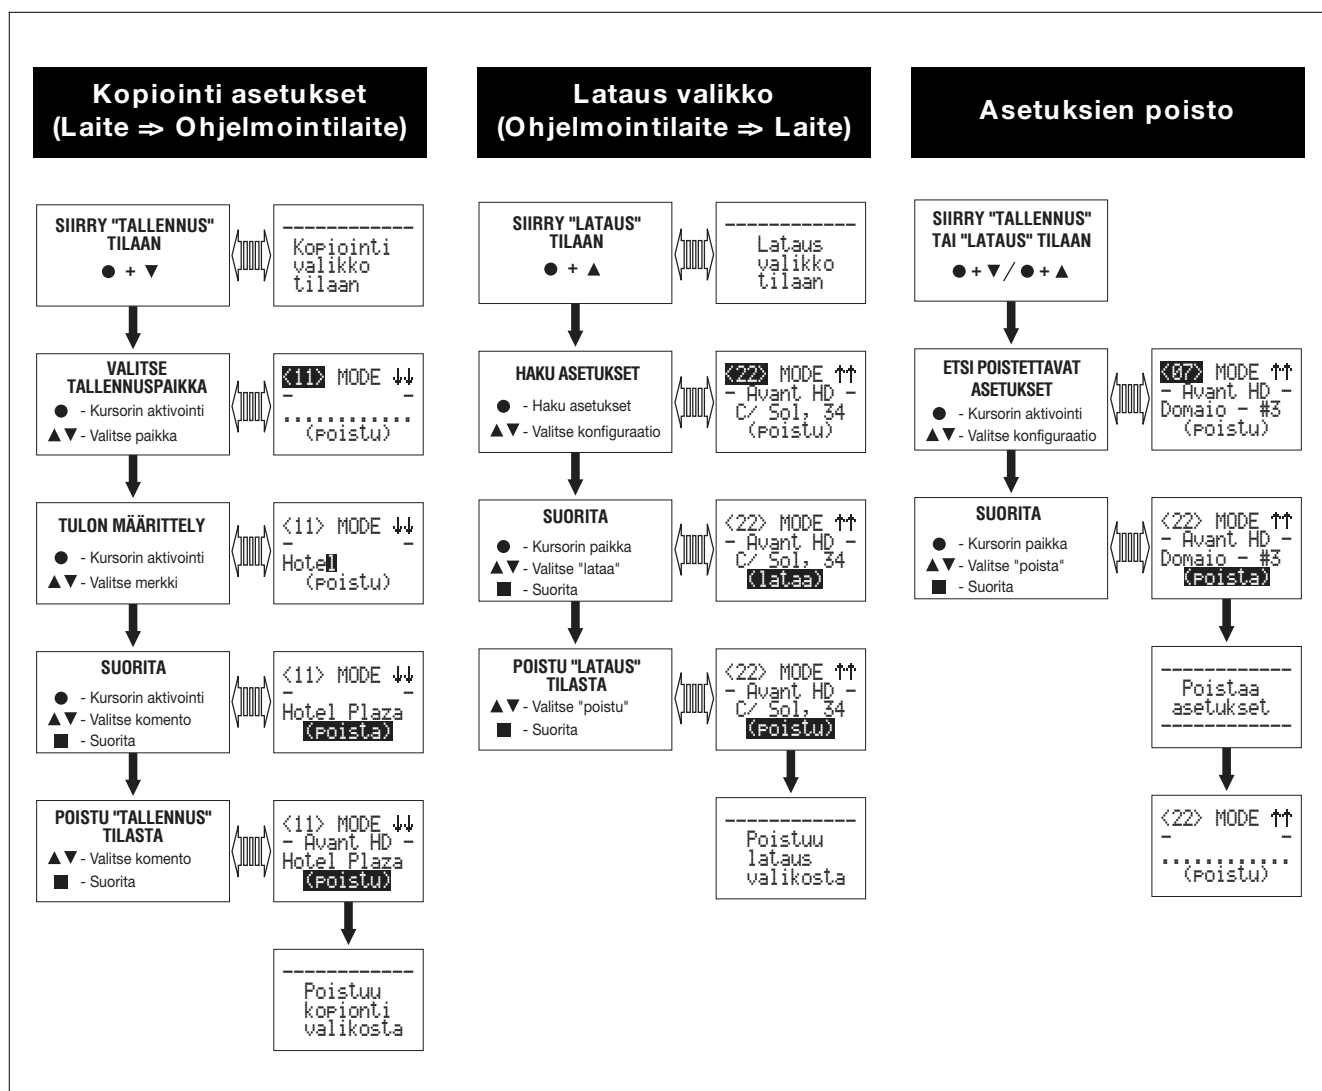 Kopiointi asetukset
(Laite ⇒ Ohjelmointilaite)
SIIRRY "TALLENNUS"
TILAAN
● + ▼
------------
Kopiointi
valikko
tilaan
VALITSE
TALLENNUSPAIKKA
● - Kursorin aktivointi
▲▼ - Valitse paikka
<11> MODE ↓↓
- -
............
(poistu)
TULON MÄÄRITTELY
● - Kursorin aktivointi
▲▼ - Valitse merkki
<11> MODE ↓↓
- -
Hotel
(poistu)
SUORITA
● - Kursorin aktivointi
▲▼ - Valitse komento
■ - Suorita
<11> MODE ↓↓
- -
Hotel Plaza
(poista)
POISTU "TALLENNUS"
TILASTA
▲▼ - Valitse komento
■ - Suorita
<11> MODE ↓↓
- Avant HD -
Hotel Plaza
(poistu)
------------
Poistuu
kopionti
valikosta
Lataus valikko
(Ohjelmointilaite ⇒ Laite)
SIIRRY "LATAUS"
TILAAN
● + ▲
------------
Lataus
valikko
tilaan
HAKU ASETUKSET
● - Haku asetukset
▲▼ - Valitse konfiguraatio
<22> MODE ↑↑
- Avant HD -
C/ Sol, 34
(poistu)
SUORITA
● - Kursorin paikka
▲▼ - Valitse "lataa"
■ - Suorita
<22> MODE ↑↑
- Avant HD -
C/ Sol, 34
(lataa)
POISTU "LATAUS"
TILASTA
▲▼ - Valitse "poistu"
■ - Suorita
<22> MODE ↑↑
- Avant HD -
C/ Sol, 34
(poistu)
------------
Poistuu
lataus
valikosta
Asetuksien poisto
SIIRRY "TALLENNUS"
TAI "LATAUS" TILAAN
● + ▼ / ● + ▲
ETSI POISTETTAVAT
ASETUKSET
● - Kursorin aktivointi
▲▼ - Valitse konfiguraatio
<07> MODE ↑↑
- Avant HD -
Domaio - #3
(poistu)
SUORITA
● - Kursorin paikka
▲▼ - Valitse "poista"
■ - Suorita
<22> MODE ↑↑
- Avant HD -
Domaio - #3
(poista)
------------
Poistaa
asetukset
------------
<22> MODE ↑↑
- -
............
(poistu)